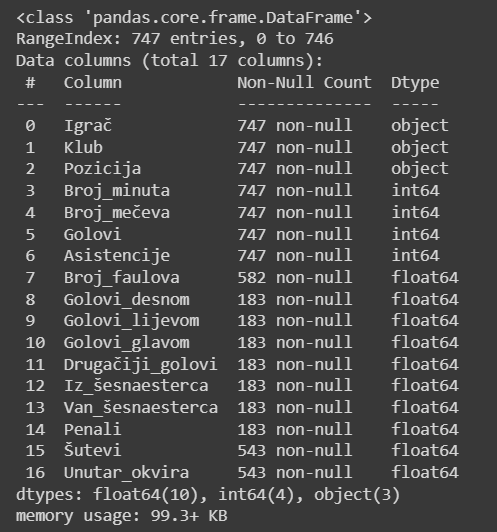 <class 'pandas.core.frame.DataFrame'>
RangeIndex: 747 entries, 0 to 746
Data columns (total 17 columns):
 #   Column             Non-Null Count  Dtype
---  ------             --------------  -----
 0   Igrač              747 non-null    object
 1   Klub               747 non-null    object
 2   Pozicija           747 non-null    object
 3   Broj_minuta        747 non-null    int64
 4   Broj_mečeva        747 non-null    int64
 5   Golovi             747 non-null    int64
 6   Asistencije        747 non-null    int64
 7   Broj_faulova       582 non-null    float64
 8   Golovi_desnom      183 non-null    float64
 9   Golovi_lijevom     183 non-null    float64
 10  Golovi_glavom      183 non-null    float64
 11  Drugačiji_golovi   183 non-null    float64
 12  Iz_šesnaesterca    183 non-null    float64
 13  Van_šesnaesterca   183 non-null    float64
 14  Penali             183 non-null    float64
 15  Šutevi             543 non-null    float64
 16  Unutar_okvira      543 non-null    float64
dtypes: float64(10), int64(4), object(3)
memory usage: 99.3+ KB